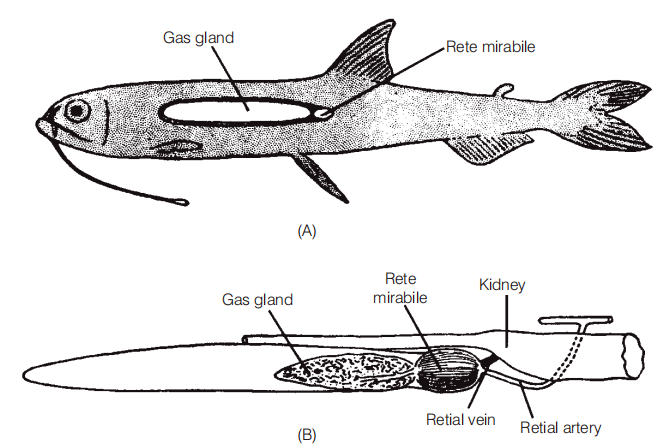 Gas gland
Rete mirabile
(A)
Gas gland
Rete
mirabile
Kidney
Retial vein
Retial artery
(B)